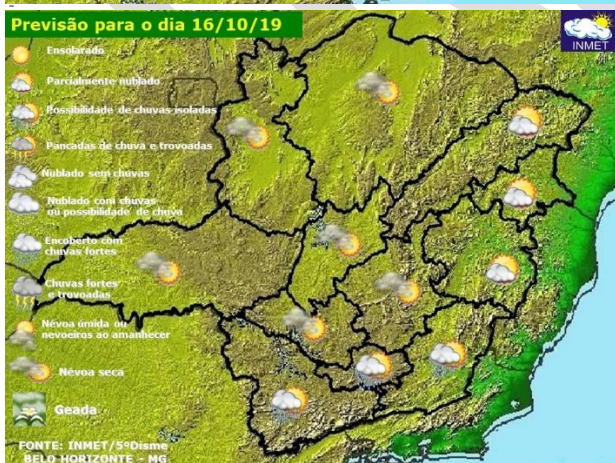 Previsão para o dia 16/10/19
INMET
Ensolarado
Parcialmente nublado
Possibilidade de chuvas isoladas
Pancadas de chuva e trovoadas
Nublado sem chuvas
Nublado com chuvas
ou possibilidade de chuva
Encoberto com
chuvas fortes
Chuvas fortes
e trovoadas
Névoa úmida ou
nevoeiros ao amanhecer
Névoa seca
Geada
FONTE: INMET/5ºDisme
BELO HORIZONTE - MG